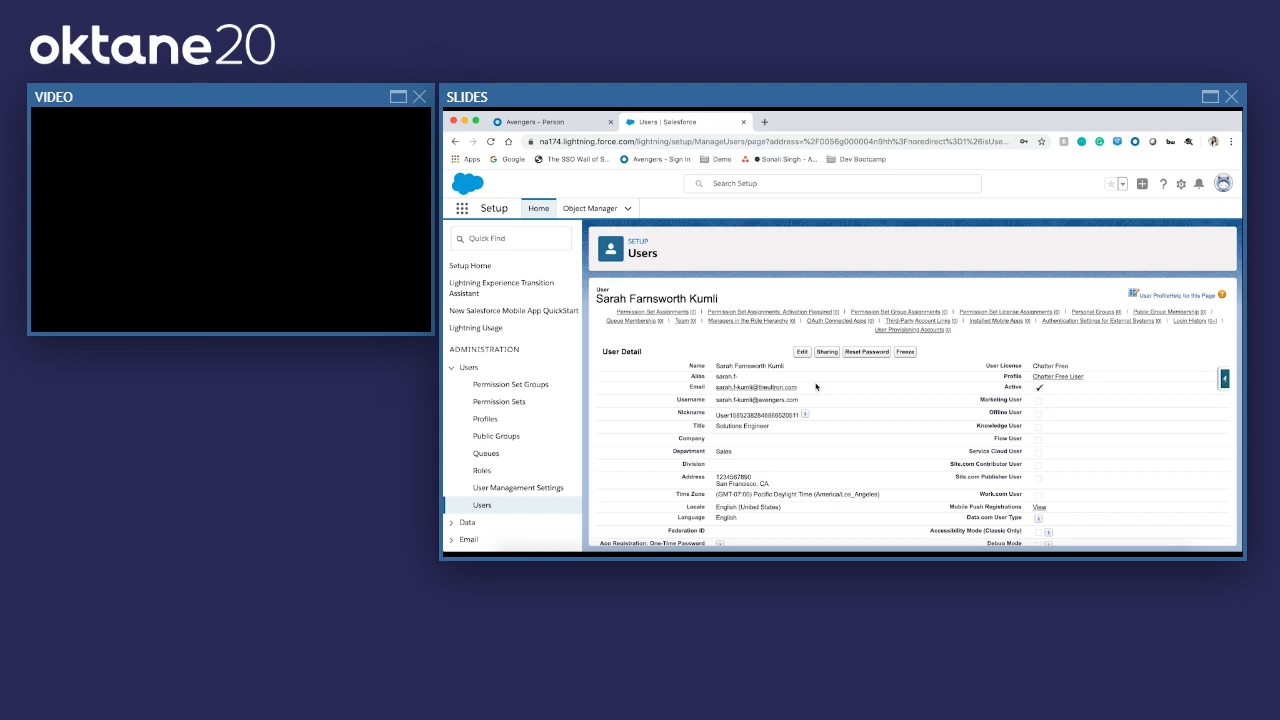 oktane20
VIDEO
SLIDES
Avengers - Person
Users | Salesforce
na174.lightning.force.com/lightning/setup/ManageUsers/page?address=%2F0056g000004n9hh%3Fnoredirect%3D1%26isUse...
Apps
Google
The SSO Wall of S...
Avengers - Sign In
Demo
Sonali Singh - A...
Dev Bootcamp
Search Setup
Setup
Home
Object Manager
Quick Find
Setup Home
Lightning Experience Transition
Assistant
New Salesforce Mobile App QuickStart
Lightning Usage
ADMINISTRATION
Users
Permission Set Groups
Permission Sets
Profiles
Public Groups
Queues
Roles
User Management Settings
Users
Data
Email
SETUP
Users
User
Sarah Farnsworth Kumli
User Profile Help for this Page
Permission Set Assignments [0] | Permission Set Assignments: Activation Required [0] | Permission Set Group Assignments [0] | Permission Set License Assignments [0] | Personal Groups [0] | Public Group Membership [0] |
Queue Membership [0] | Team [0] | Managers in the Role Hierarchy [0] | OAuth Connected Apps [0] | Third-Party Account Links [0] | Installed Mobile Apps [0] | Authentication Settings for External Systems [0] | Login History [0+] |
User Provisioning Accounts [0]
User Detail
Edit Sharing Reset Password Freeze
Name Sarah Farnsworth Kumli User License Chatter Free
Alias sarah.f- Profile Chatter Free User
Email sarah.f-kumli@theultron.com Active
Username sarah.f-kumli@avengers.com Marketing User
Nickname User15852382846866520511 Offline User
Title Solutions Engineer Knowledge User
Company Flow User
Department Sales Service Cloud User
Division Site.com Contributor User
Address 1234567890 Site.com Publisher User
San Francisco, CA
Time Zone (GMT-07:00) Pacific Daylight Time (America/Los_Angeles) Work.com User
Locale English (United States) Mobile Push Registrations View
Language English Data.com User Type
Federation ID Accessibility Mode (Classic Only)
App Registration: One-Time Password Debug Mode